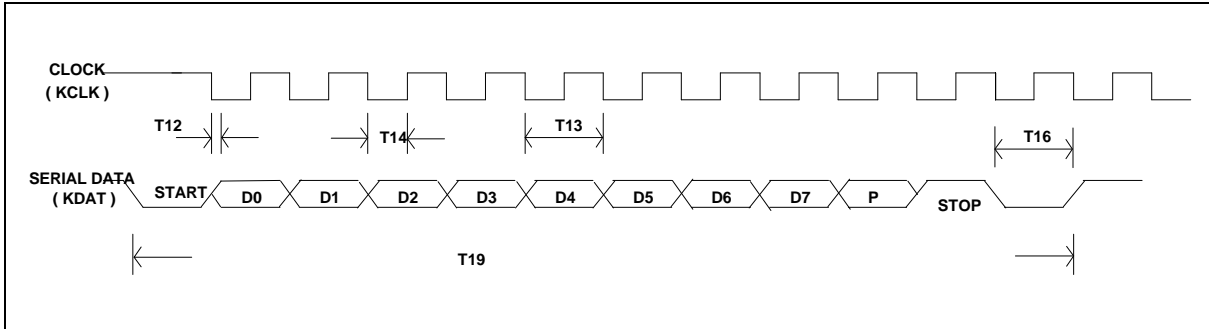 CLOCK
( KCLK )
T12
T14
T13
T16
SERIAL DATA
( KDAT )
START
D0
D1
D2
D3
D4
D5
D6
D7
P
STOP
T19